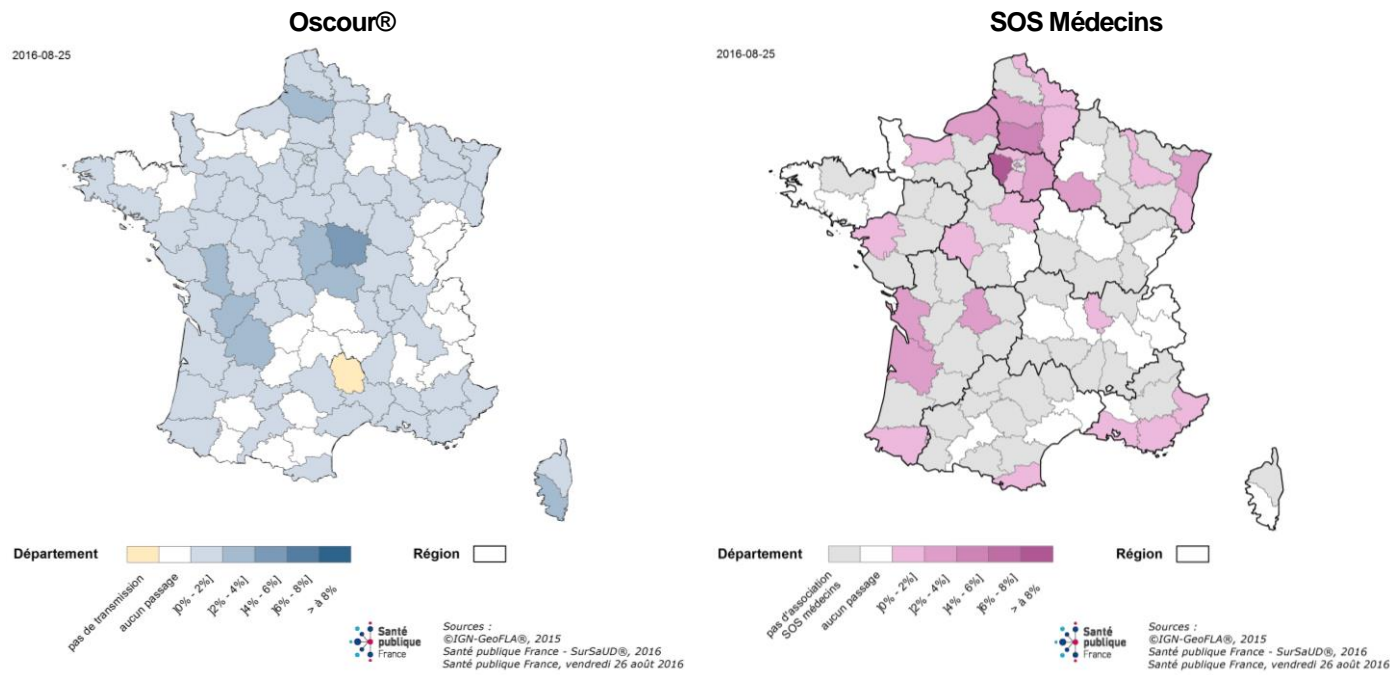 Oscour®
2016-08-25
Département
pas de transmission
aucun passage
]0% - 2%]
]2% - 4%]
]4% - 6%]
]6% - 8%]
> à 8%
Région
Santé
publique
France
Sources :
©IGN-GeoFLA®, 2015
Santé publique France - SurSaUD®, 2016
Santé publique France, vendredi 26 août 2016
SOS Médecins
2016-08-25
Département
pas d'association
SOS médecins
aucun passage
]0% - 2%]
]2% - 4%]
]4% - 6%]
]6% - 8%]
> à 8%
Région
Santé
publique
France
Sources :
©IGN-GeoFLA®, 2015
Santé publique France - SurSaUD®, 2016
Santé publique France, vendredi 26 août 2016